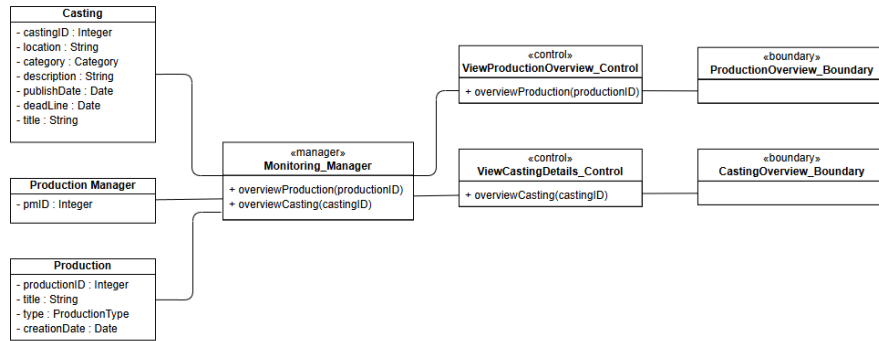 Casting
- castingID : Integer
- location : String
- category : Category
- description : String
- publishDate : Date
- deadLine : Date
- title : String
Production Manager
- pmID : Integer
Production
- productionID : Integer
- title : String
- type : ProductionType
- creationDate : Date
«manager»
Monitoring_Manager
+ overviewProduction(productionID)
+ overviewCasting(castingID)
«control»
ViewProductionOverview_Control
+ overviewProduction(productionID)
«boundary»
ProductionOverview_Boundary
«control»
ViewCastingDetails_Control
+ overviewCasting(castingID)
«boundary»
CastingOverview_Boundary